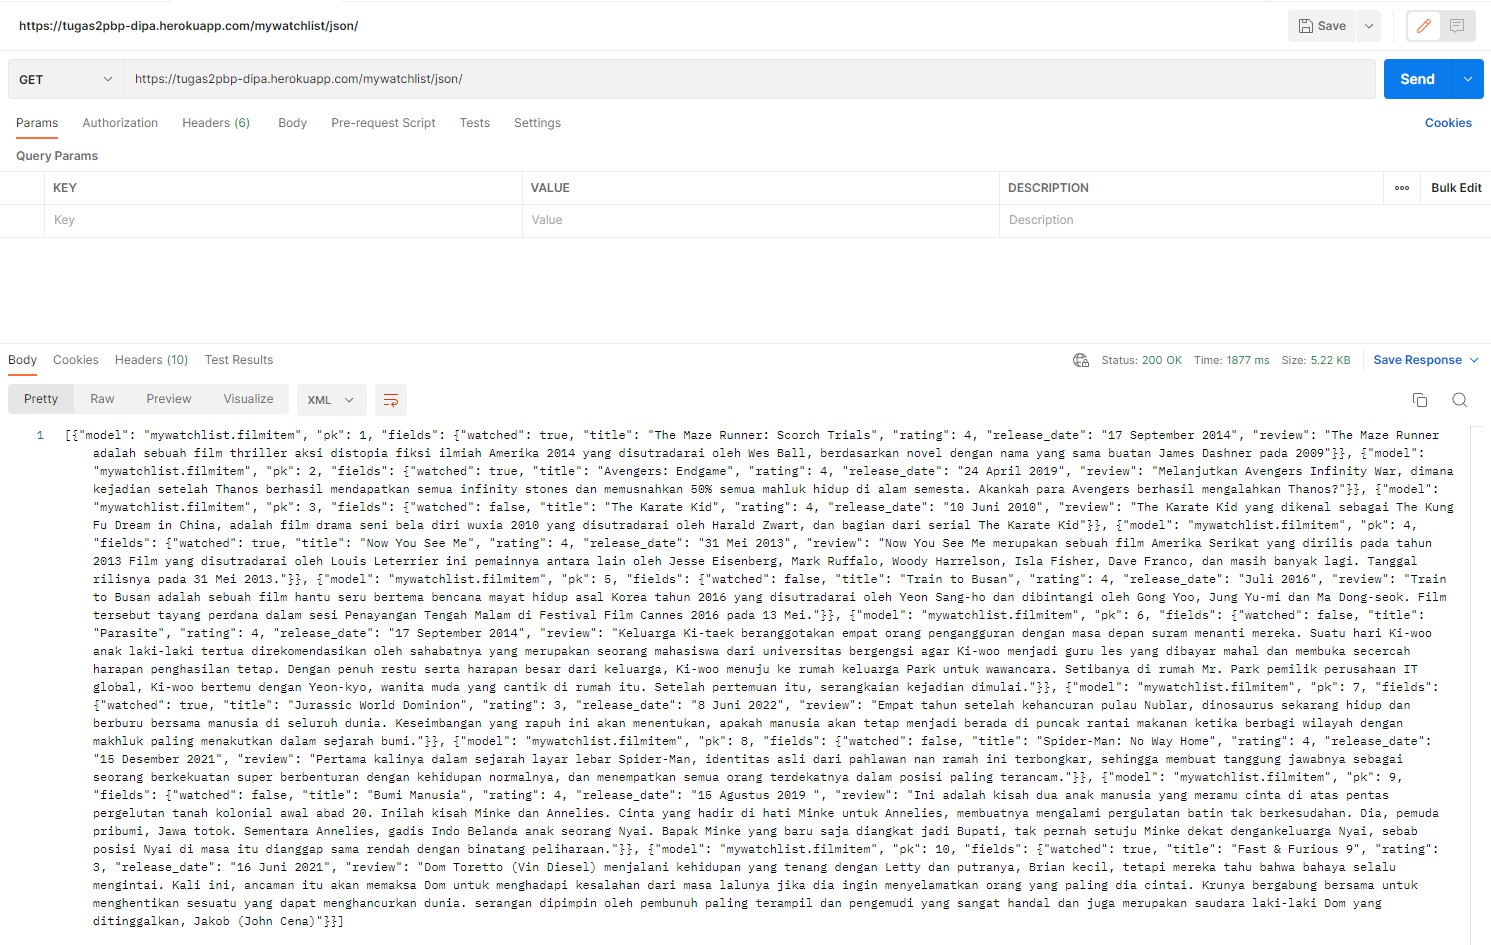 https://tugas2pbp-dipa.herokuapp.com/mywatchlist/json/
Save
GET
https://tugas2pbp-dipa.herokuapp.com/mywatchlist/json/
Send
Params Authorization Headers (6) Body Pre-request Script Tests Settings Cookies
Query Params
KEY VALUE DESCRIPTION ooo Bulk Edit
Key Value Description
Body Cookies Headers (10) Test Results Status: 200 OK Time: 1877 ms Size: 5.22 KB Save Response
Pretty Raw Preview Visualize XML
1 [{"model": "mywatchlist.filmitem", "pk": 1, "fields": {"watched": true, "title": "The Maze Runner: Scorch Trials", "rating": 4, "release_date": "17 September 2014", "review": "The Maze Runner
adalah sebuah film thriller aksi distopia fiksi ilmiah Amerika 2014 yang disutradarai oleh Wes Ball, berdasarkan novel dengan nama yang sama buatan James Dashner pada 2009"}}, {"model":
"mywatchlist.filmitem", "pk": 2, "fields": {"watched": true, "title": "Avengers: Endgame", "rating": 4, "release_date": "24 April 2019", "review": "Melanjutkan Avengers Infinity War, dimana
kejadian setelah Thanos berhasil mendapatkan semua infinity stones dan memusnahkan 50% semua mahluk hidup di alam semesta. Akankah para Avengers berhasil mengalahkan Thanos?"}}, {"model":
"mywatchlist.filmitem", "pk": 3, "fields": {"watched": false, "title": "The Karate Kid", "rating": 4, "release_date": "10 Juni 2010", "review": "The Karate Kid yang dikenal sebagai The Kung
Fu Dream in China, adalah film drama seni bela diri wuxia 2010 yang disutradarai oleh Harald Zwart, dan bagian dari serial The Karate Kid"}}, {"model": "mywatchlist.filmitem", "pk": 4,
"fields": {"watched": true, "title": "Now You See Me", "rating": 4, "release_date": "31 Mei 2013", "review": "Now You See Me merupakan sebuah film Amerika Serikat yang dirilis pada tahun
2013 Film yang disutradarai oleh Louis Leterrier ini pemainnya antara lain oleh Jesse Eisenberg, Mark Ruffalo, Woody Harrelson, Isla Fisher, Dave Franco, dan masih banyak lagi. Tanggal
rilisnya pada 31 Mei 2013."}}, {"model": "mywatchlist.filmitem", "pk": 5, "fields": {"watched": false, "title": "Train to Busan", "rating": 4, "release_date": "Juli 2016", "review": "Train
to Busan adalah sebuah film hantu seru bertema bencana mayat hidup asal Korea tahun 2016 yang disutradarai oleh Yeon Sang-ho dan dibintangi oleh Gong Yoo, Jung Yu-mi dan Ma Dong-seok. Film
tersebut tayang perdana dalam sesi Penayangan Tengah Malam di Festival Film Cannes 2016 pada 13 Mei."}}, {"model": "mywatchlist.filmitem", "pk": 6, "fields": {"watched": false, "title":
"Parasite", "rating": 4, "release_date": "17 September 2014", "review": "Keluarga Ki-taek beranggotakan empat orang pengangguran dengan masa depan suram menanti mereka. Suatu hari Ki-woo
anak laki-laki tertua direkomendasikan oleh sahabatnya yang merupakan seorang mahasiswa dari universitas bergengsi agar Ki-woo menjadi guru les yang dibayar mahal dan membuka secercah
harapan penghasilan tetap. Dengan penuh restu serta harapan besar dari keluarga, Ki-woo menuju ke rumah keluarga Park untuk wawancara. Setibanya di rumah Mr. Park pemilik perusahaan IT
global, Ki-woo bertemu dengan Yeon-kyo, wanita muda yang cantik di rumah itu. Setelah pertemuan itu, serangkaian kejadian dimulai."}}, {"model": "mywatchlist.filmitem", "pk": 7, "fields":
{"watched": true, "title": "Jurassic World Dominion", "rating": 3, "release_date": "8 Juni 2022", "review": "Empat tahun setelah kehancuran pulau Nublar, dinosaurus sekarang hidup dan
berburu bersama manusia di seluruh dunia. Keseimbangan yang rapuh ini akan menentukan, apakah manusia akan tetap menjadi berada di puncak rantai makanan ketika berbagi wilayah dengan
makhluk paling menakutkan dalam sejarah bumi."}}, {"model": "mywatchlist.filmitem", "pk": 8, "fields": {"watched": false, "title": "Spider-Man: No Way Home", "rating": 4, "release_date":
"15 Desember 2021", "review": "Pertama kalinya dalam sejarah layar lebar Spider-Man, identitas asli dari pahlawan nan ramah ini terbongkar, sehingga membuat tanggung jawabnya sebagai
seorang berkekuatan super berbenturan dengan kehidupan normalnya, dan menempatkan semua orang terdekatnya dalam posisi paling terancam."}}, {"model": "mywatchlist.filmitem", "pk": 9,
"fields": {"watched": false, "title": "Bumi Manusia", "rating": 4, "release_date": "15 Agustus 2019 ", "review": "Ini adalah kisah dua anak manusia yang meramu cinta di atas pentas
pergelutan tanah kolonial awal abad 20. Inilah kisah Minke dan Annelies. Cinta yang hadir di hati Minke untuk Annelies, membuatnya mengalami pergulatan batin tak berkesudahan. Dia, pemuda
pribumi, Jawa totok. Sementara Annelies, gadis Indo Belanda anak seorang Nyai. Bapak Minke yang baru saja diangkat jadi Bupati, tak pernah setuju Minke dekat dengankeluarga Nyai, sebab
posisi Nyai di masa itu dianggap sama rendah dengan binatang peliharaan."}}, {"model": "mywatchlist.filmitem", "pk": 10, "fields": {"watched": true, "title": "Fast & Furious 9", "rating":
3, "release_date": "16 Juni 2021", "review": "Dom Toretto (Vin Diesel) menjalani kehidupan yang tenang dengan Letty dan putranya, Brian kecil, tetapi mereka tahu bahwa bahaya selalu
mengintai. Kali ini, ancaman itu akan memaksa Dom untuk menghadapi kesalahan dari masa lalunya jika dia ingin menyelamatkan orang yang paling dia cintai. Krunya bergabung bersama untuk
menghentikan sesuatu yang dapat menghancurkan dunia. serangan dipimpin oleh pembunuh paling terampil dan pengemudi yang sangat handal dan juga merupakan saudara laki-laki Dom yang
ditinggalkan, Jakob (John Cena)"}}]